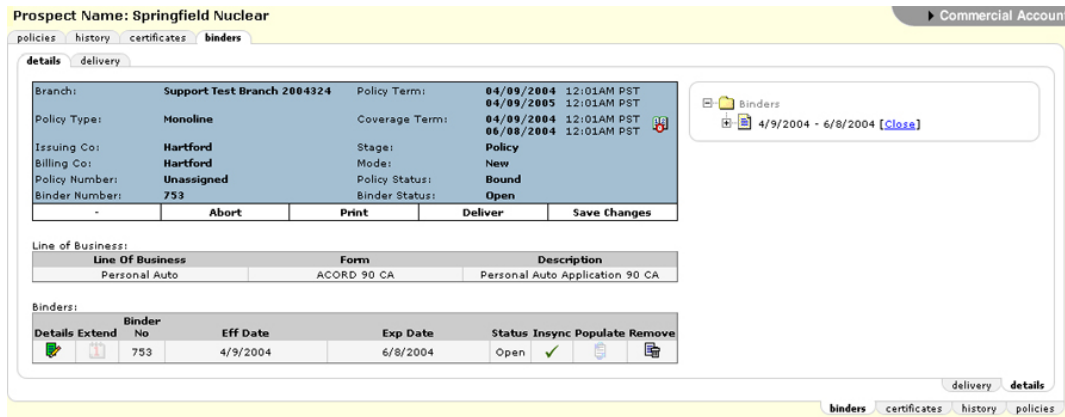 Prospect Name: Springfield Nuclear
Commercial Accoun
policies history certificates binders
details delivery
Branch: Support Test Branch 2004324 Policy Term: 04/09/2004 12:01AM PST
04/09/2005 12:01AM PST
Policy Type: Monoline Coverage Term: 04/09/2004 12:01AM PST
06/08/2004 12:01AM PST
Issuing Co: Hartford Stage: Policy
Billing Co: Hartford Mode: New
Policy Number: Unassigned Policy Status: Bound
Binder Number: 753 Binder Status: Open
- Abort Print Deliver Save Changes
Binders
4/9/2004 - 6/8/2004 [Close]
Line of Business:
Line Of Business Form Description
Personal Auto ACORD 90 CA Personal Auto Application 90 CA
Binders:
Details Extend Binder No Eff Date Exp Date Status Insync Populate Remove
753 4/9/2004 6/8/2004 Open
delivery details
binders certificates history policies